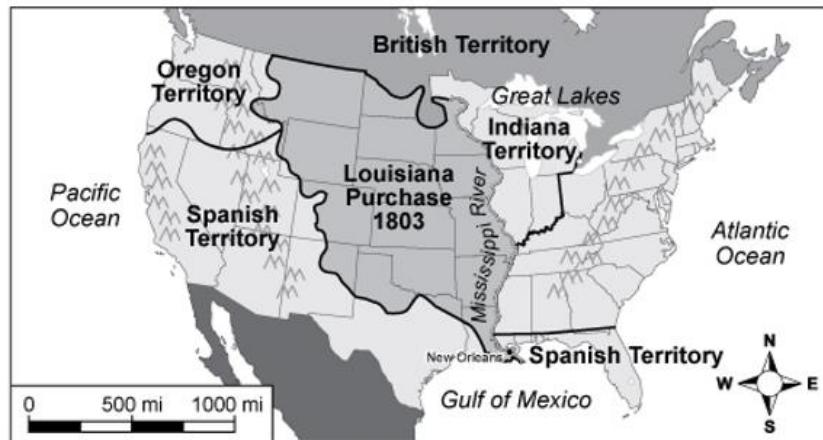 British Territory
Oregon
Territory
Great Lakes
Indiana
Territory
Louisiana
Purchase
1803
Pacific
Ocean
Spanish
Territory
Mississippi River
Atlantic
Ocean
New Orleans
Spanish Territory
Gulf of Mexico
N
W E
S
0 500 mi 1000 mi